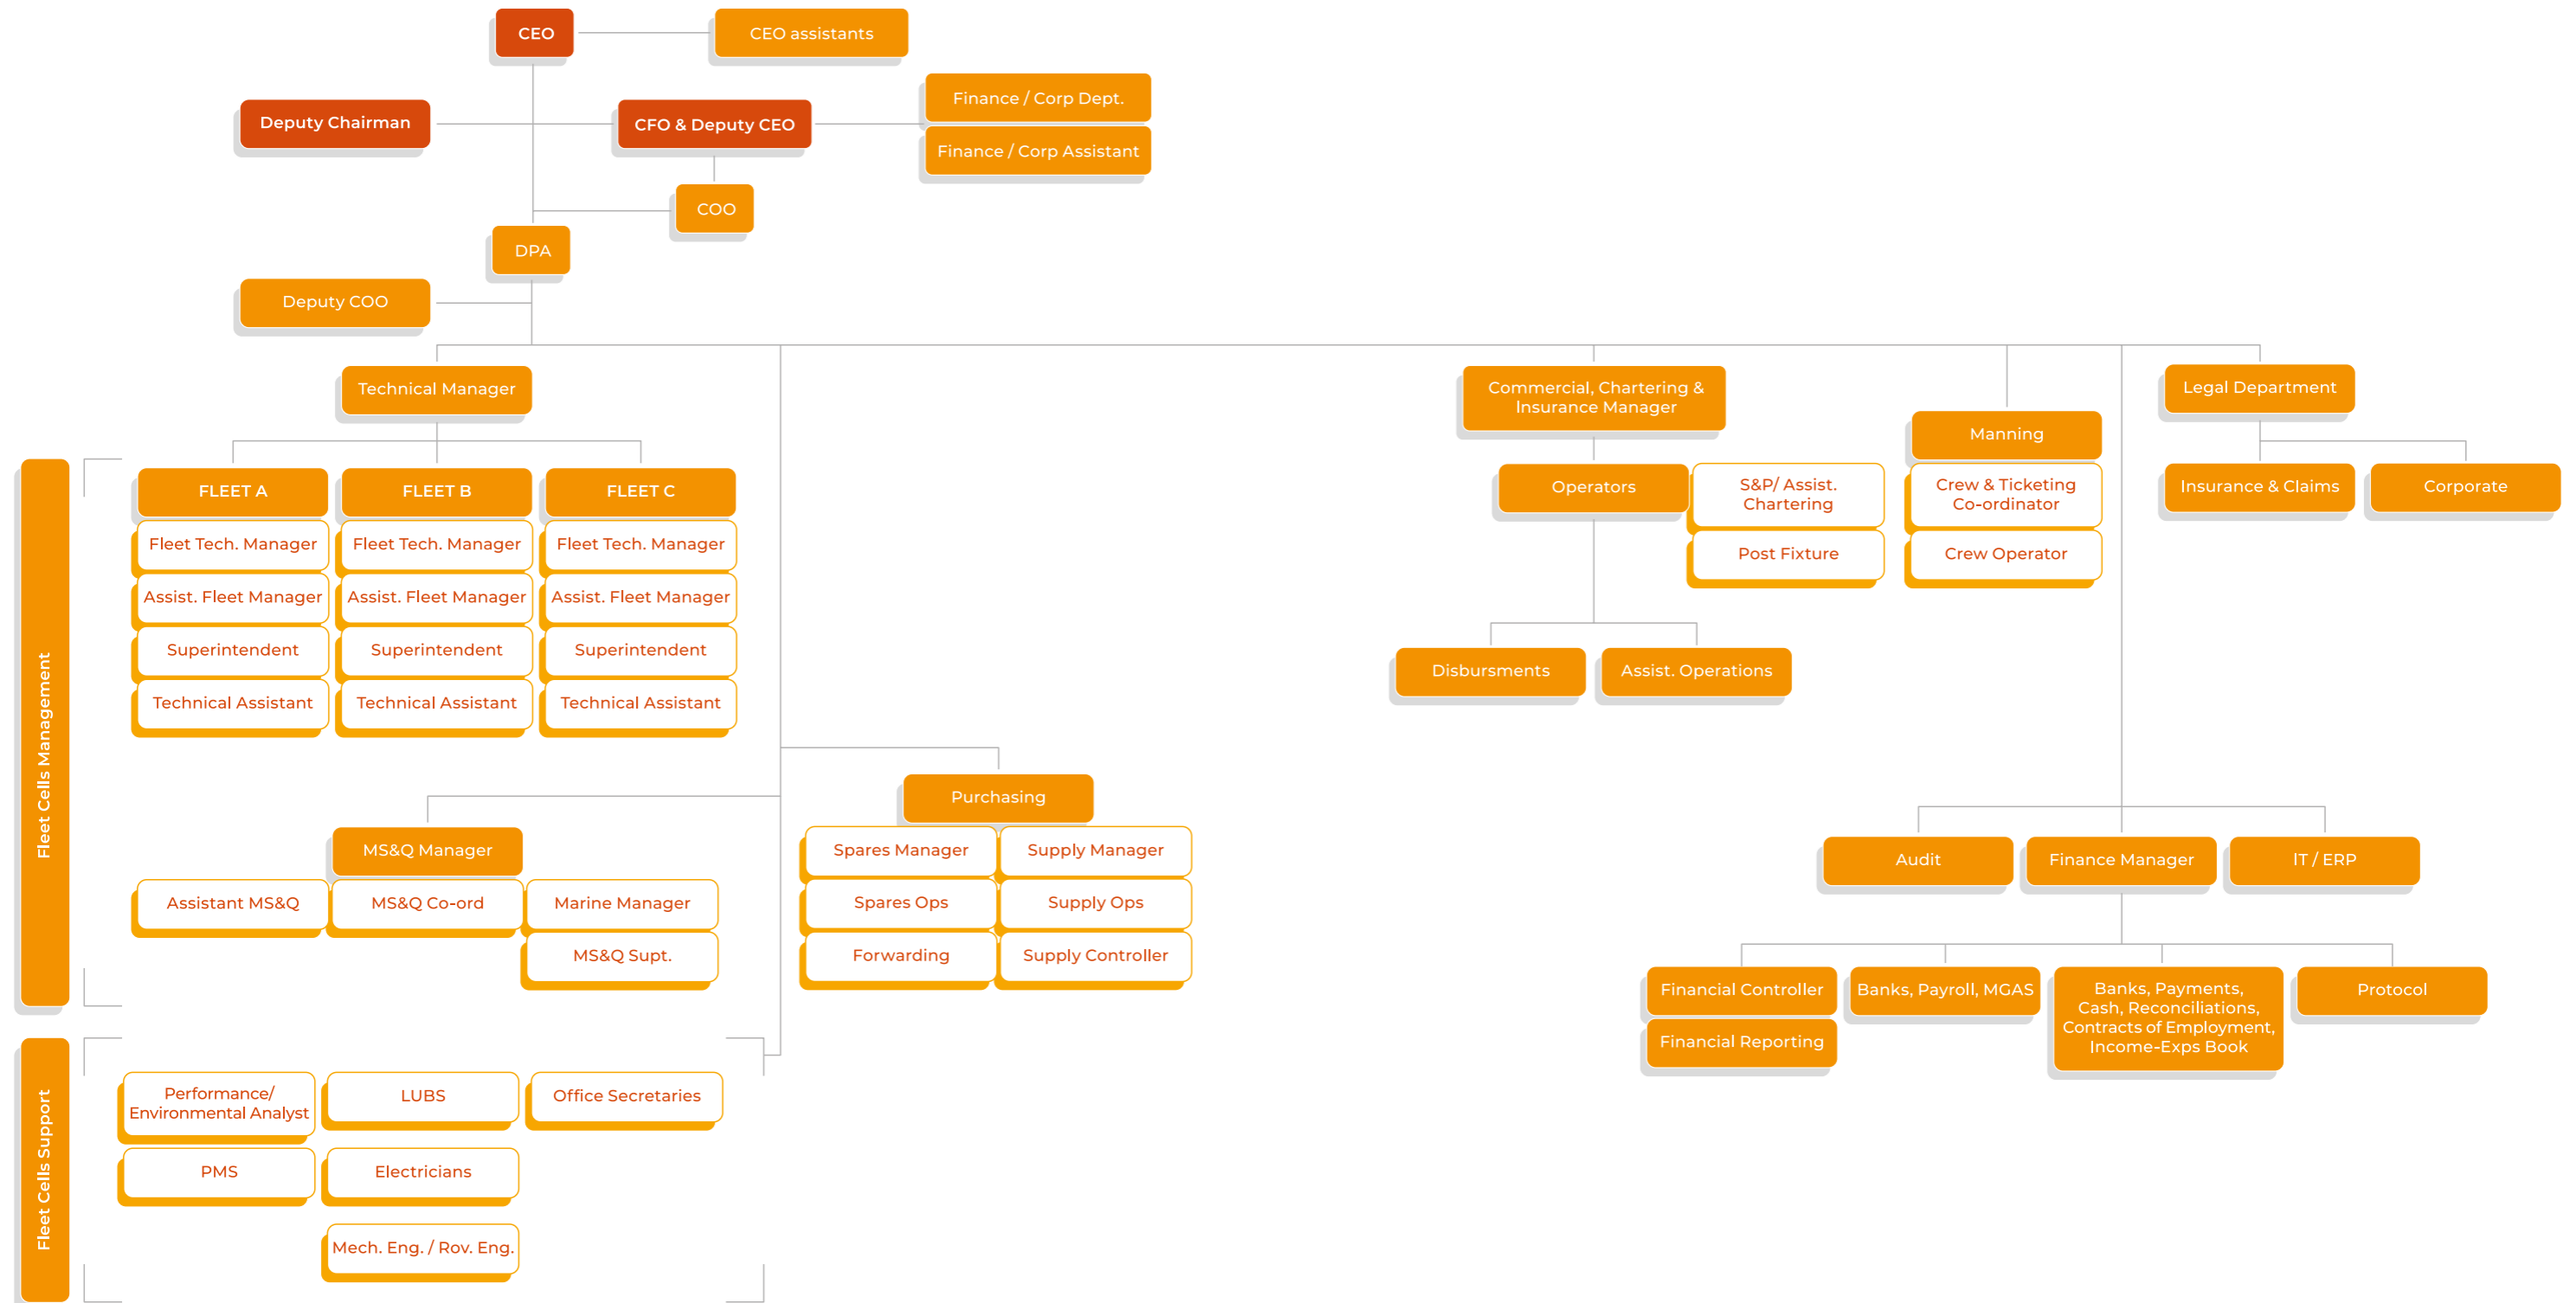 CEO
CEO assistants
Finance / Corp Dept.
Deputy Chairman
CFO & Deputy CEO
Finance / Corp Assistant
COO
DPA
Deputy COO
Technical Manager
Commercial, Chartering &
Insurance Manager
Legal Department
Manning
Fleet Cells Management
FLEET A
FLEET B
FLEET C
Operators
S&P/ Assist.
Chartering
Crew & Ticketing
Co-ordinator
Insurance & Claims
Corporate
Fleet Tech. Manager
Fleet Tech. Manager
Fleet Tech. Manager
Post Fixture
Crew Operator
Assist. Fleet Manager
Assist. Fleet Manager
Assist. Fleet Manager
Superintendent
Superintendent
Superintendent
Disbursments
Assist. Operations
Technical Assistant
Technical Assistant
Technical Assistant
Purchasing
MS&Q Manager
Spares Manager
Supply Manager
Audit
Finance Manager
IT / ERP
Assistant MS&Q
MS&Q Co-ord
Marine Manager
Spares Ops
Supply Ops
MS&Q Supt.
Forwarding
Supply Controller
Financial Controller
Banks, Payroll, MGAS
Banks, Payments,
Cash, Reconciliations,
Contracts of Employment,
Income-Exps Book
Protocol
Financial Reporting
Fleet Cells Support
Performance/
Environmental Analyst
LUBS
Office Secretaries
PMS
Electricians
Mech. Eng. / Rov. Eng.